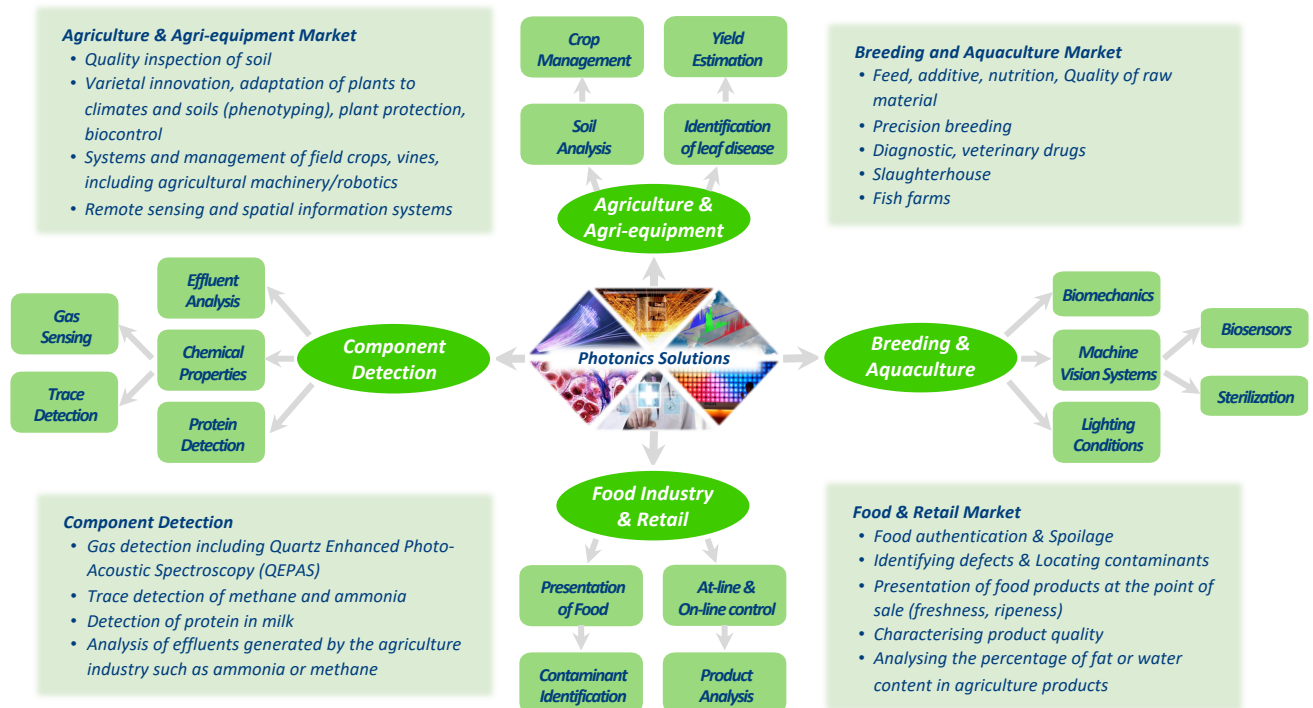 Agriculture & Agri-equipment Market
• Quality inspection of soil
• Varietal innovation, adaptation of plants to
climates and soils (phenotyping), plant protection,
biocontrol
• Systems and management of field crops, vines,
including agricultural machinery/robotics
• Remote sensing and spatial information systems
Crop
Management
Yield
Estimation
Soil
Analysis
Identification
of leaf disease
Agriculture &
Agri-equipment
Breeding and Aquaculture Market
• Feed, additive, nutrition, Quality of raw
material
• Precision breeding
• Diagnostic, veterinary drugs
• Slaughterhouse
• Fish farms
Effluent
Analysis
Gas
Sensing
Chemical
Properties
Trace
Detection
Protein
Detection
Component
Detection
Photonics Solutions
Breeding &
Aquaculture
Biomechanics
Machine
Vision Systems
Lighting
Conditions
Biosensors
Sterilization
Component Detection
• Gas detection including Quartz Enhanced Photo-
Acoustic Spectroscopy (QEPAS)
• Trace detection of methane and ammonia
• Detection of protein in milk
• Analysis of effluents generated by the agriculture
industry such as ammonia or methane
Food Industry
& Retail
Presentation
of Food
At-line &
On-line control
Contaminant
Identification
Product
Analysis
Food & Retail Market
• Food authentication & Spoilage
• Identifying defects & Locating contaminants
• Presentation of food products at the point of
sale (freshness, ripeness)
• Characterising product quality
• Analysing the percentage of fat or water
content in agriculture products